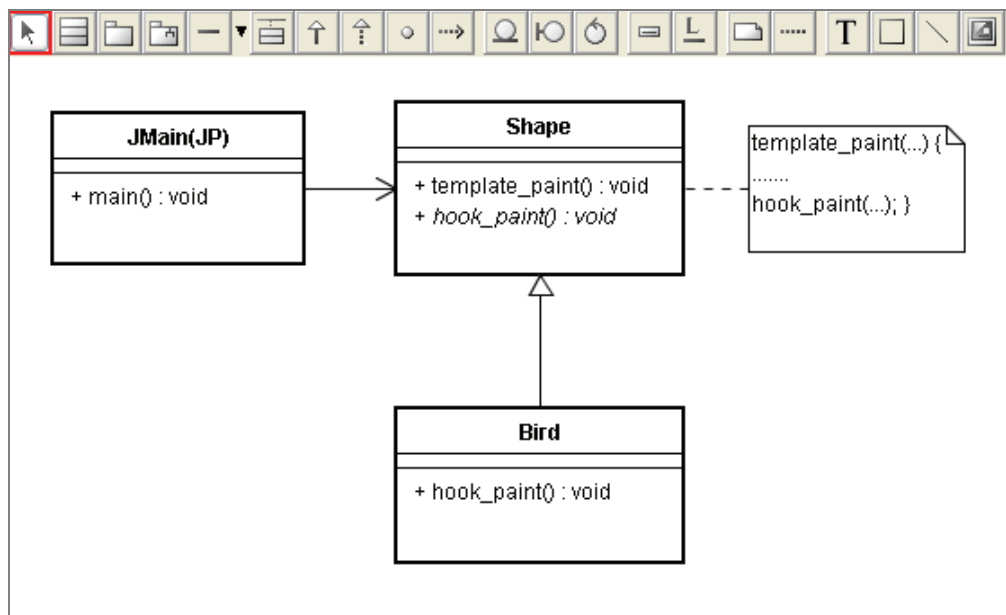 T
JMain(JP)
+ main() : void
Shape
+ template_paint() : void
+ hook_paint() : void
template_paint(...) {
.......
hook_paint(...); }
Bird
+ hook_paint() : void